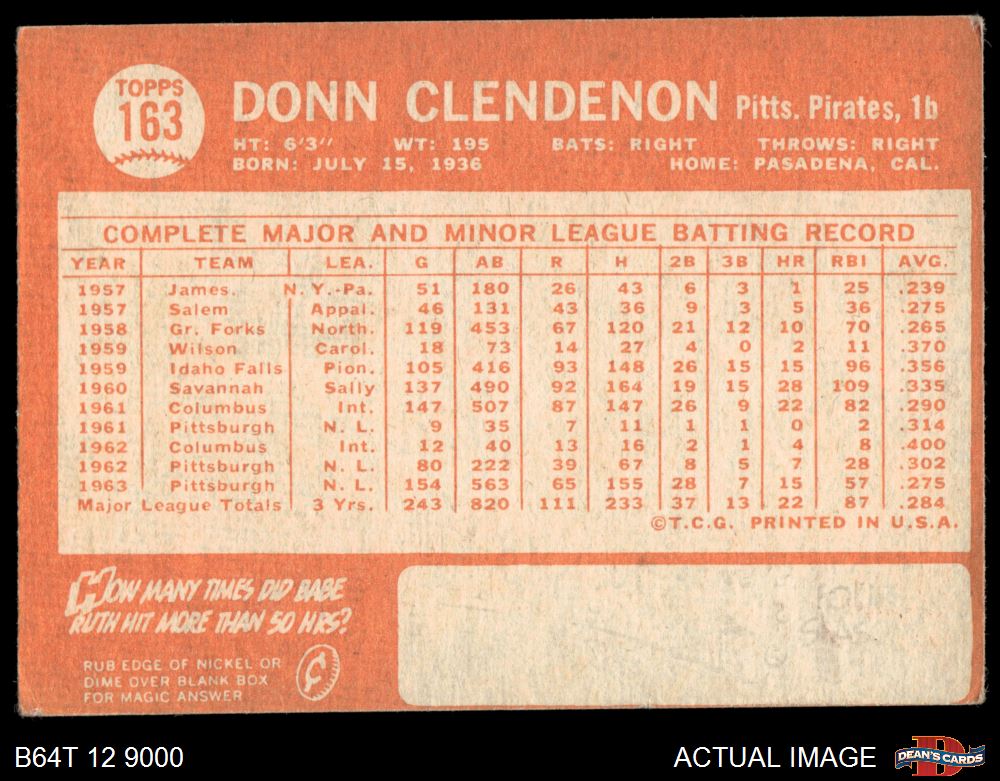 TOPPS
163
DONN CLENDENON Pitts. Pirates, 1b
HT: 6'3" WT: 195 BATS: RIGHT THROWS: RIGHT
BORN: JULY 15, 1936 HOME: PASADENA, CAL.
COMPLETE MAJOR AND MINOR LEAGUE BATTING RECORD
YEAR TEAM LEA. G AB R H 2B 3B HR RBI AVG.
1957 James. N. Y.-Pa. 51 180 26 43 6 3 1 25 .239
1957 Salem Appal. 46 131 43 36 9 3 5 36 .275
1958 Gr. Forks North. 119 453 67 120 21 12 10 70 .265
1959 Wilson Carol. 18 73 14 27 4 0 2 11 .370
1959 Idaho Falls Pion. 105 416 93 148 26 15 15 96 .356
1960 Savannah Sally 137 490 92 164 19 15 28 109 .335
1961 Columbus Int. 147 507 87 147 26 9 22 82 .290
1961 Pittsburgh N. L. 9 35 7 11 1 1 0 2 .314
1962 Columbus Int. 12 40 13 16 2 1 4 8 .400
1962 Pittsburgh N. L. 80 222 39 67 8 5 7 28 .302
1963 Pittsburgh N. L. 154 563 65 155 28 7 15 57 .275
Major League Totals 3 Yrs. 243 820 111 233 37 13 22 87 .284
©T.C.G. PRINTED IN U.S.A.
HOW MANY TIMES DID BABE
RUTH HIT MORE THAN 50 HRS?
RUB EDGE OF NICKEL OR
DIME OVER BLANK BOX
FOR MAGIC ANSWER
B64T 12 9000 ACTUAL IMAGE DEAN'S CARDS